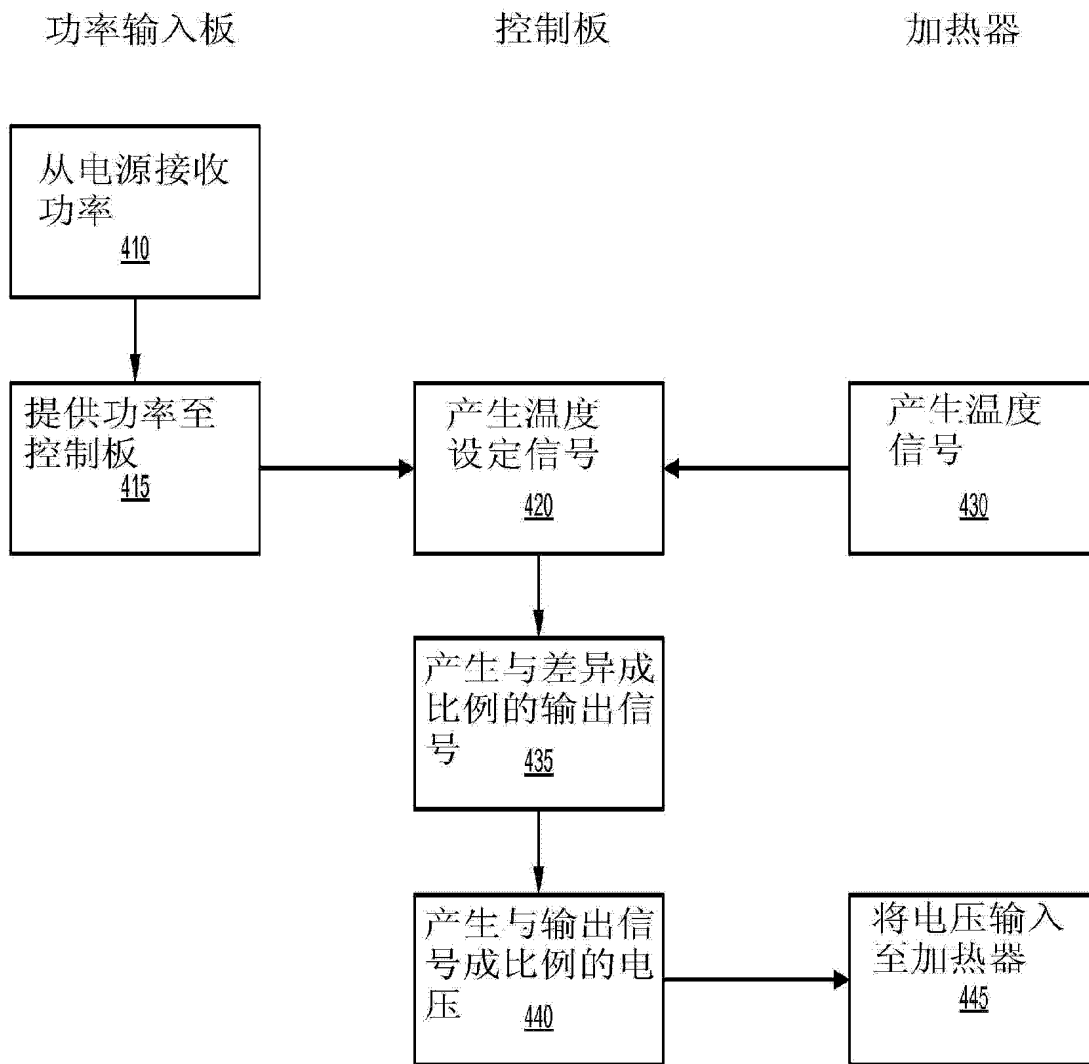 功率输入板
控制板
加热器
从电源接收
功率
410
提供功率至
控制板
415
产生温度
设定信号
420
产生温度
信号
430
产生与差异成
比例的输出信
号
435
产生与输出信
号成比例的电
压
440
将电压输入
至加热器
445